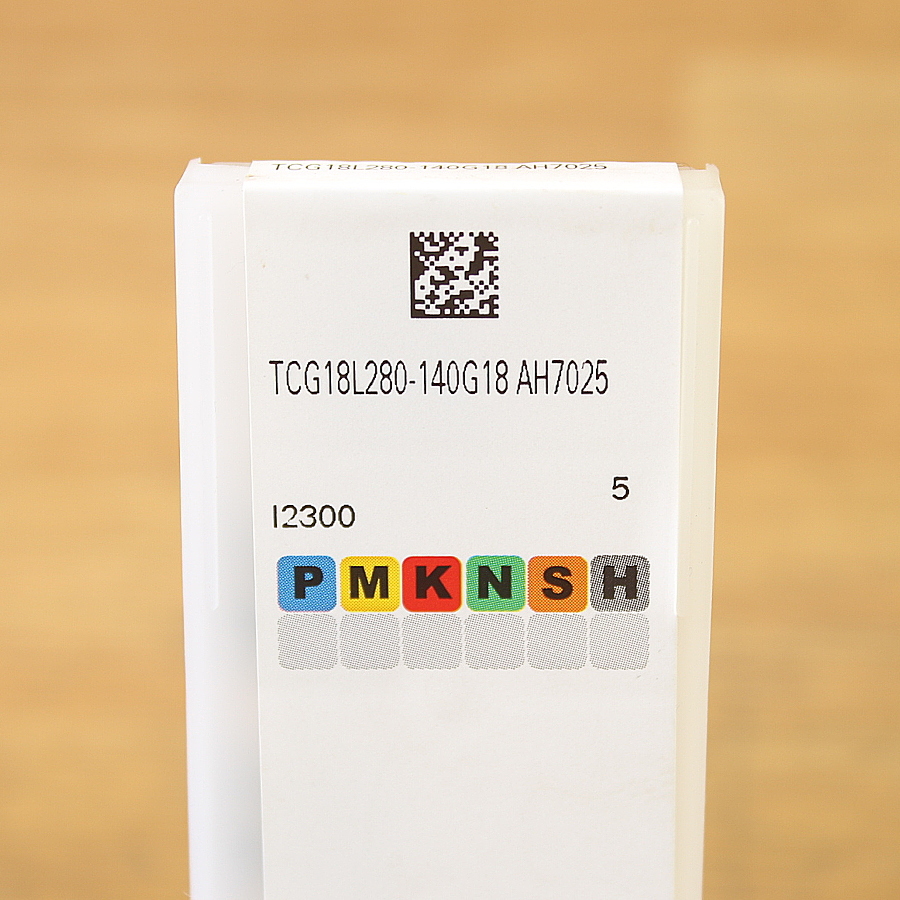 TCG18L280-140G18 AH7025
TCG18L280-140G18 AH7025
5
I2300
P M K N S H